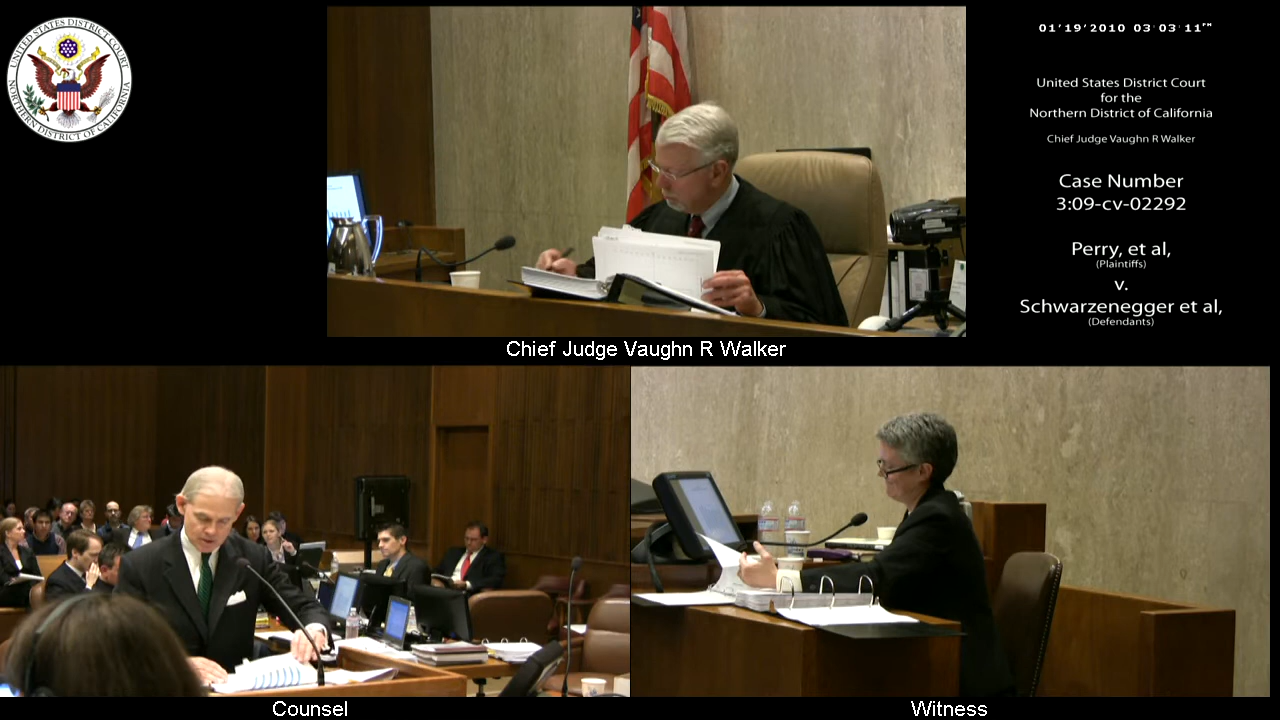 UNITED STATES DISTRICT COURT
NORTHERN DISTRICT OF CALIFORNIA
01'19'2010 03:03:11PM
United States District Court
for the
Northern District of California
Chief Judge Vaughn R Walker
Case Number
3:09-cv-02292
Perry, et al,
(Plaintiffs)
v.
Schwarzenegger et al,
(Defendants)
Chief Judge Vaughn R Walker
Counsel
Witness